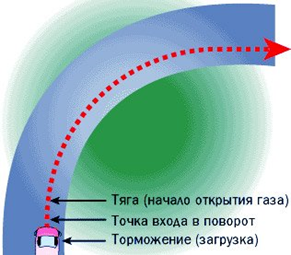 Тяга (начало открытия газа)
Точка входа в поворот
Торможение (загрузка)